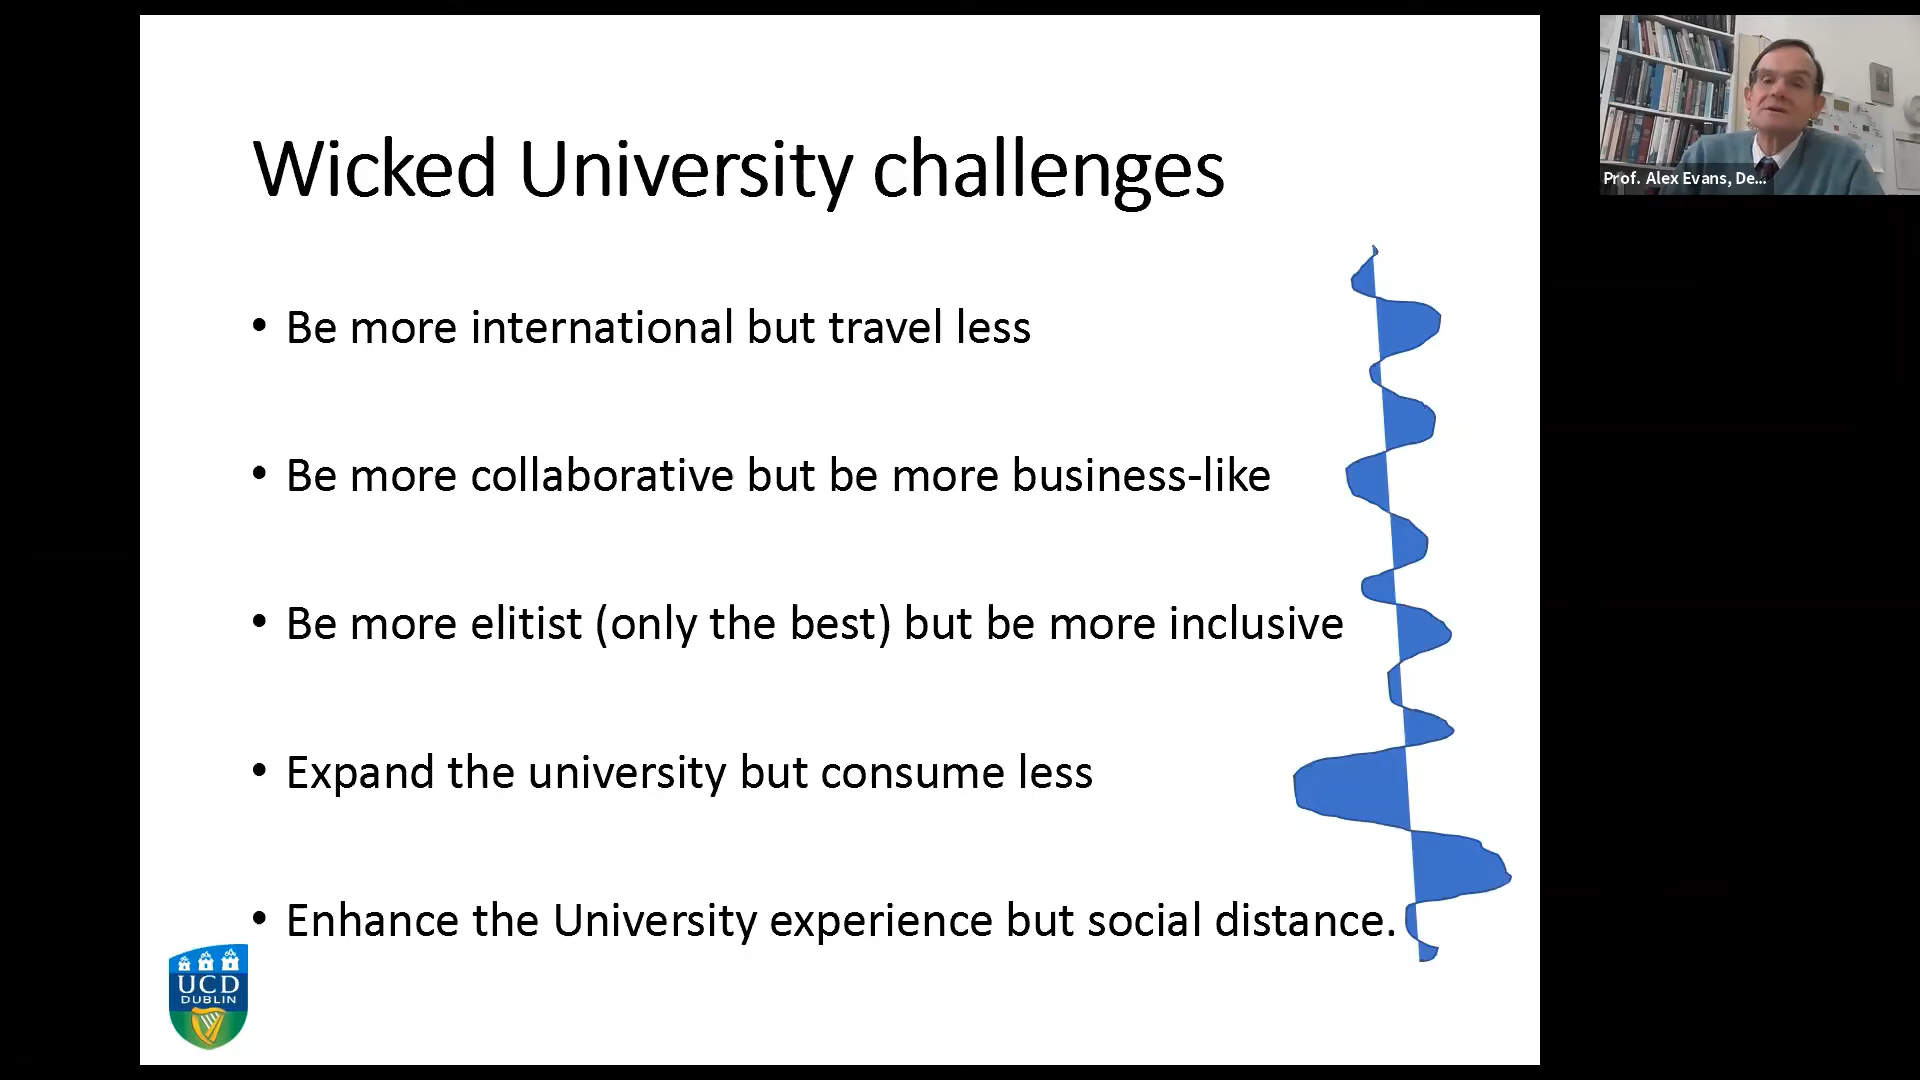 Wicked University challenges
• Be more international but travel less
• Be more collaborative but be more business-like
• Be more elitist (only the best) but be more inclusive
• Expand the university but consume less
• Enhance the University experience but social distance.
UCD
DUBLIN
Prof. Alex Evans, De...